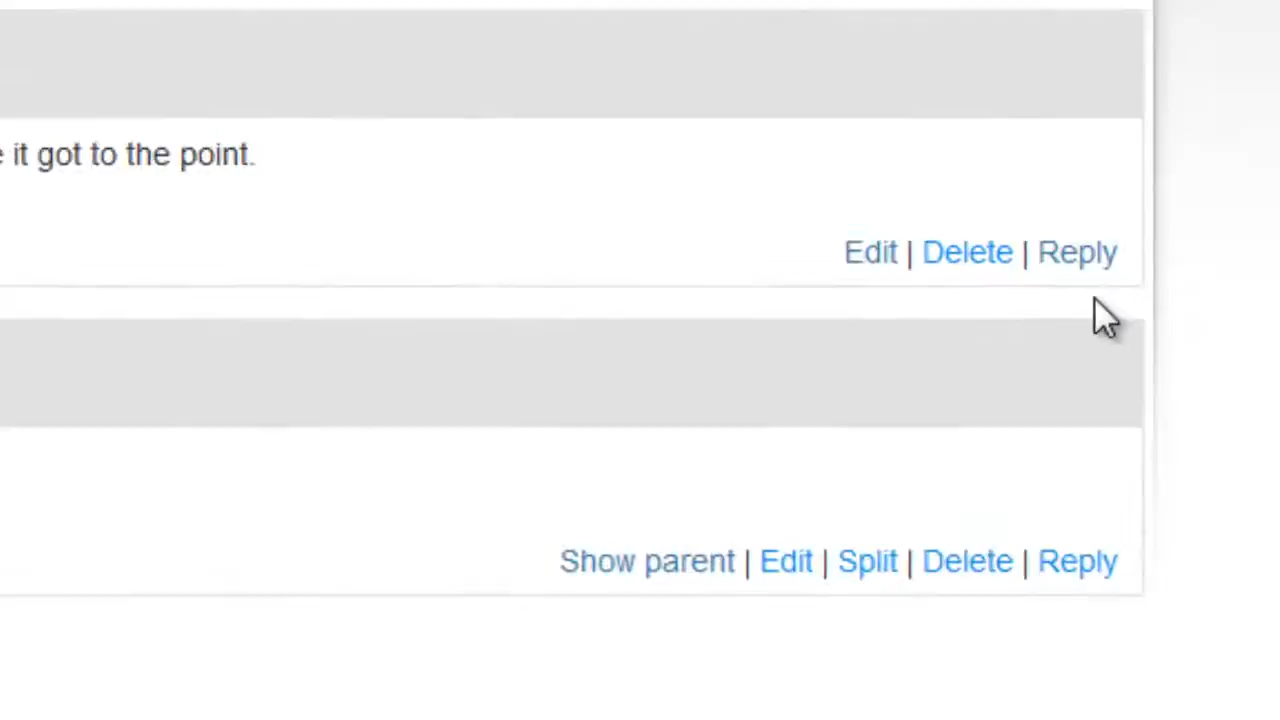 it got to the point.
Edit | Delete | Reply
Show parent | Edit | Split | Delete | Reply